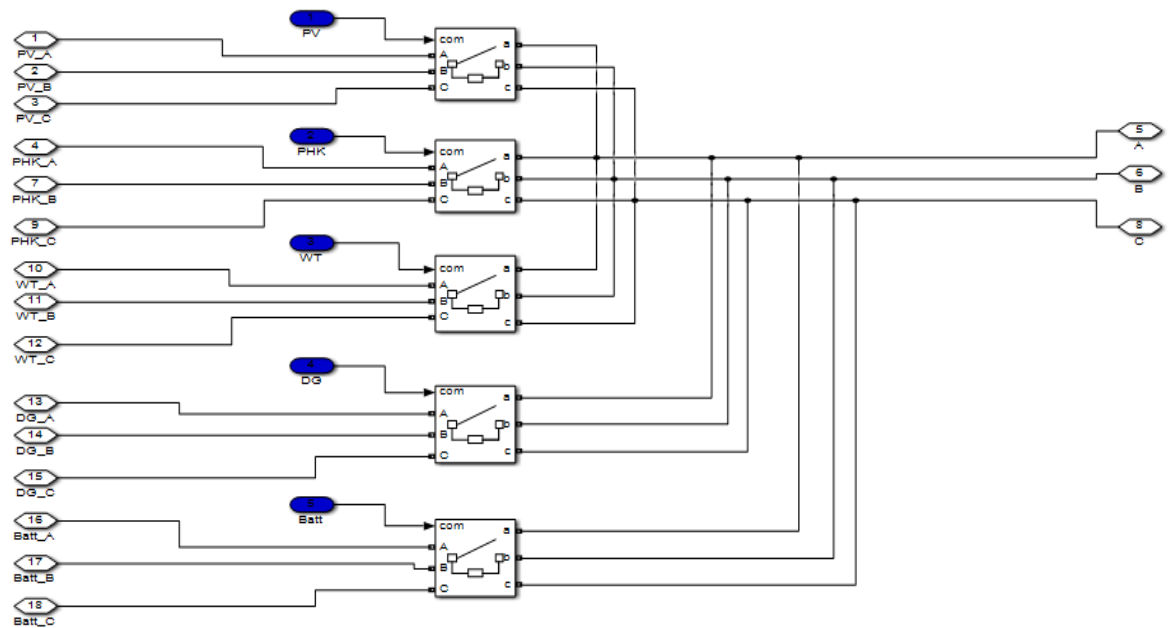 1
PV
com
a
1
PV_A
A
2
PV_B
B
b
3
PV_C
C
c
2
PHK
com
a
4
PHK_A
A
7
PHK_B
B
b
9
PHK_C
C
c
5
A
6
B
8
C
3
WT
com
a
10
WT_A
A
11
WT_B
B
b
12
WT_C
C
c
4
DG
com
a
13
DG_A
A
14
DG_B
B
b
15
DG_C
C
c
5
Batt
com
a
16
Batt_A
A
17
Batt_B
B
b
18
Batt_C
C
c